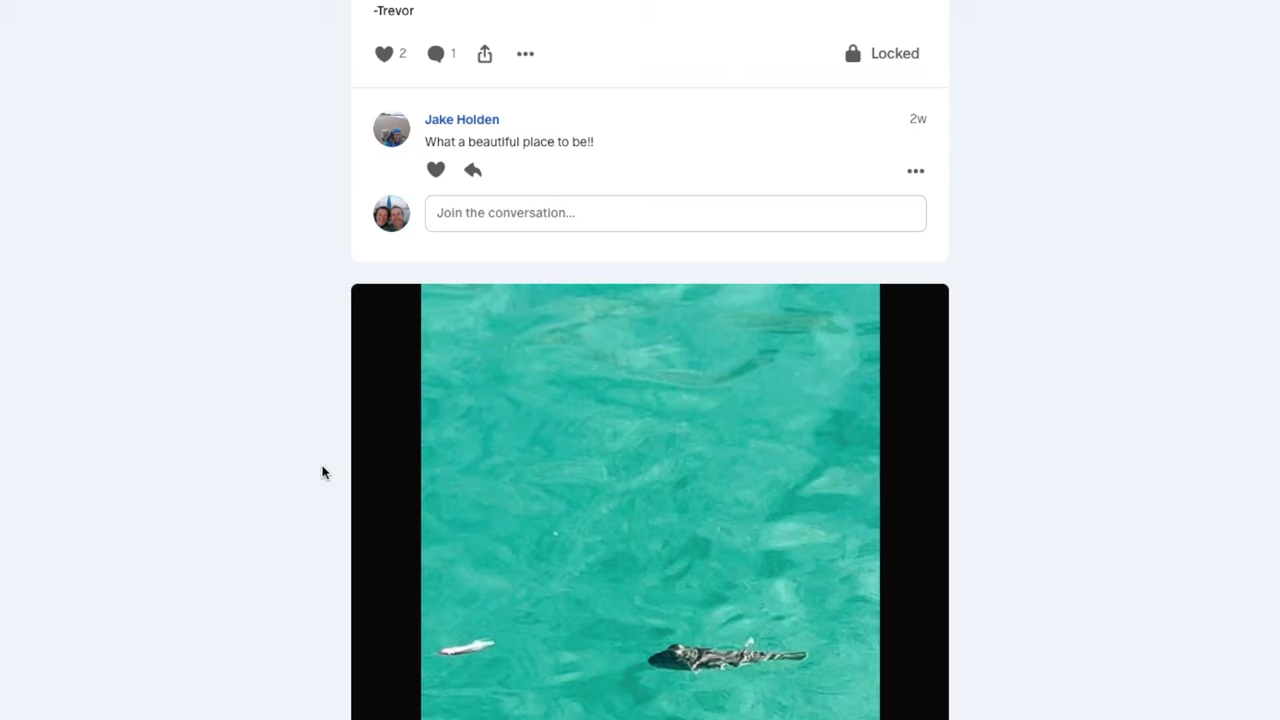 -Trevor
2
1
Locked
Jake Holden
2w
What a beautiful place to be!!
Join the conversation...